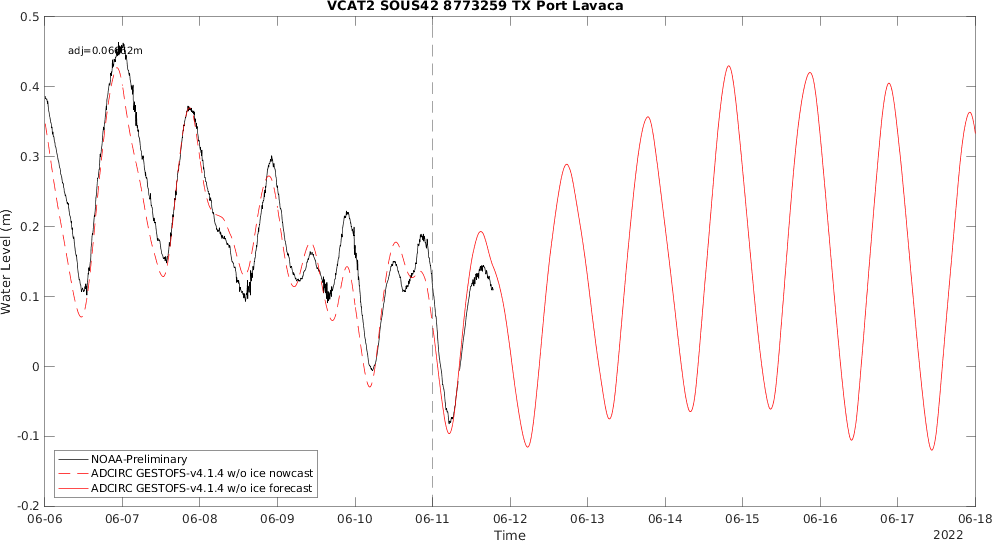 VCAT2 SOUS42 8773259 TX Port Lavaca
0.5
0.4
0.3
0.2
0.1
0
-0.1
-0.2
Water Level (m)
NOAA-Preliminary
ADCIRC GESTOFS-v4.1.4 w/o ice nowcast
ADCIRC GESTOFS-v4.1.4 w/o ice forecast
06-06 06-07 06-08 06-09 06-10 06-11 06-12 06-13 06-14 06-15 06-16 06-17 06-18
Time
2022